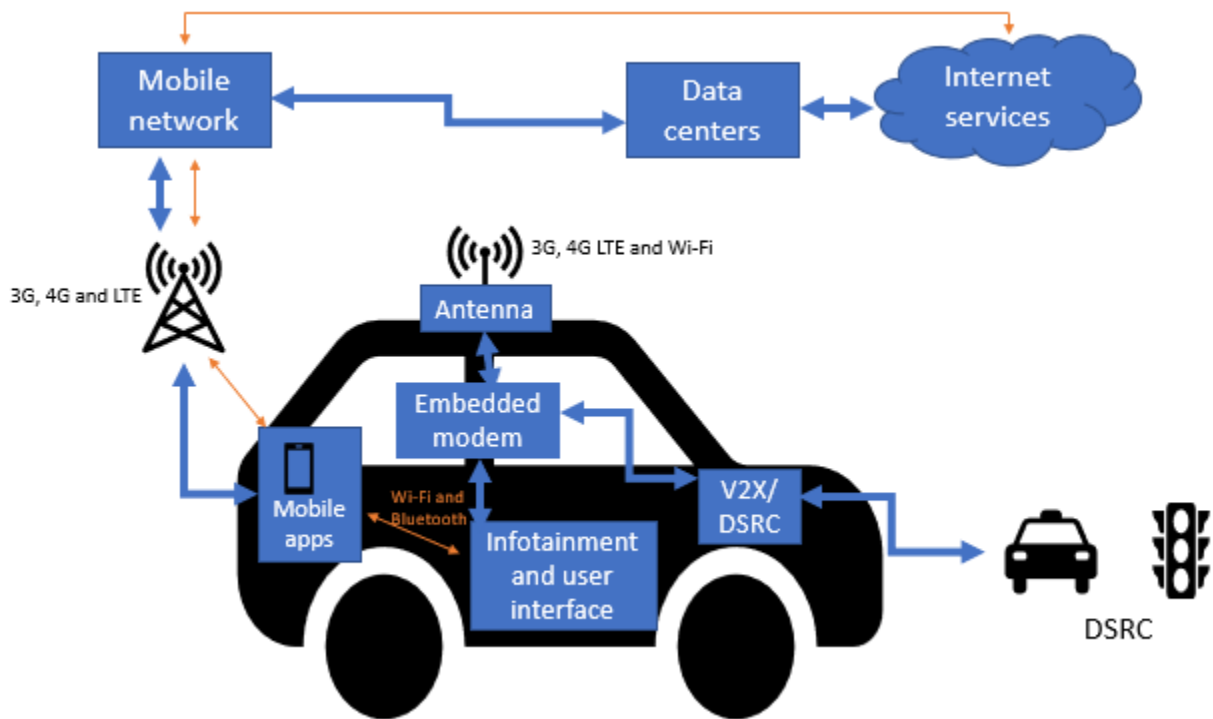 Mobile
network
Data
centers
Internet
services
3G, 4G and LTE
3G, 4G LTE and Wi-Fi
Antenna
Embedded
modem
Mobile
apps
Wi-Fi and
Bluetooth
V2X/
DSRC
Infotainment
and user
interface
DSRC